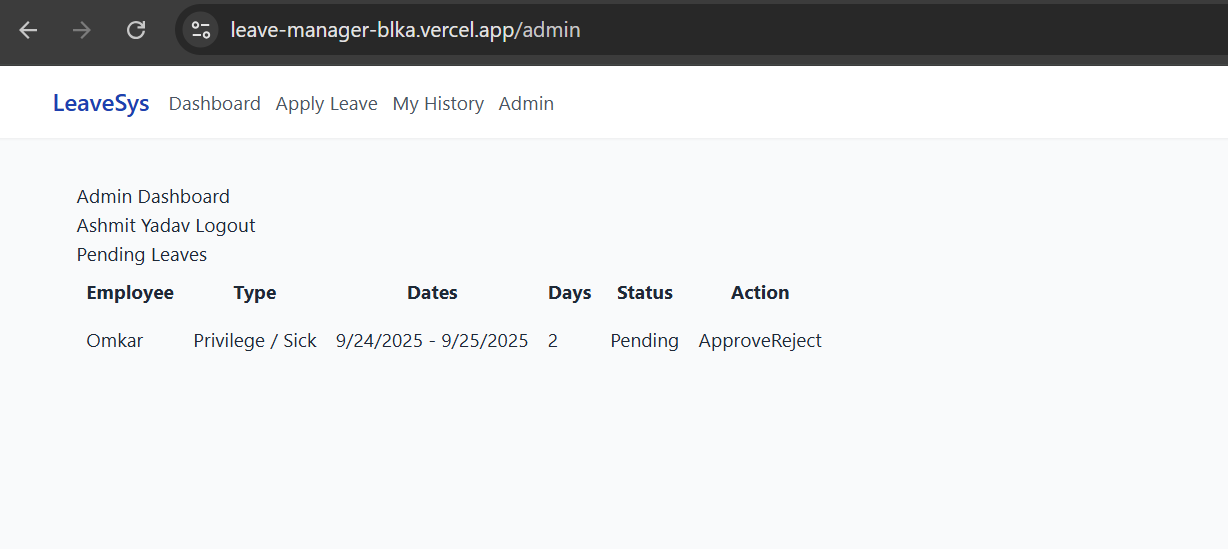 leave-manager-blka.vercel.app/admin
LeaveSys Dashboard Apply Leave My History Admin
Admin Dashboard
Ashmit Yadav Logout
Pending Leaves
Employee Type Dates Days Status Action
Omkar Privilege / Sick 9/24/2025 - 9/25/2025 2 Pending ApproveReject